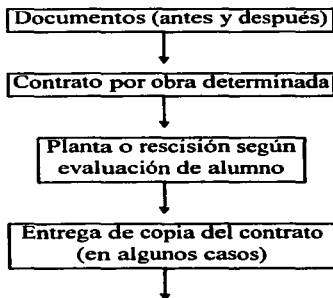 Documentos (antes y después)
Contrato por obra determinada
Planta o rescisión según
evaluación de alumno
Entrega de copia del contrato
(en algunos casos)